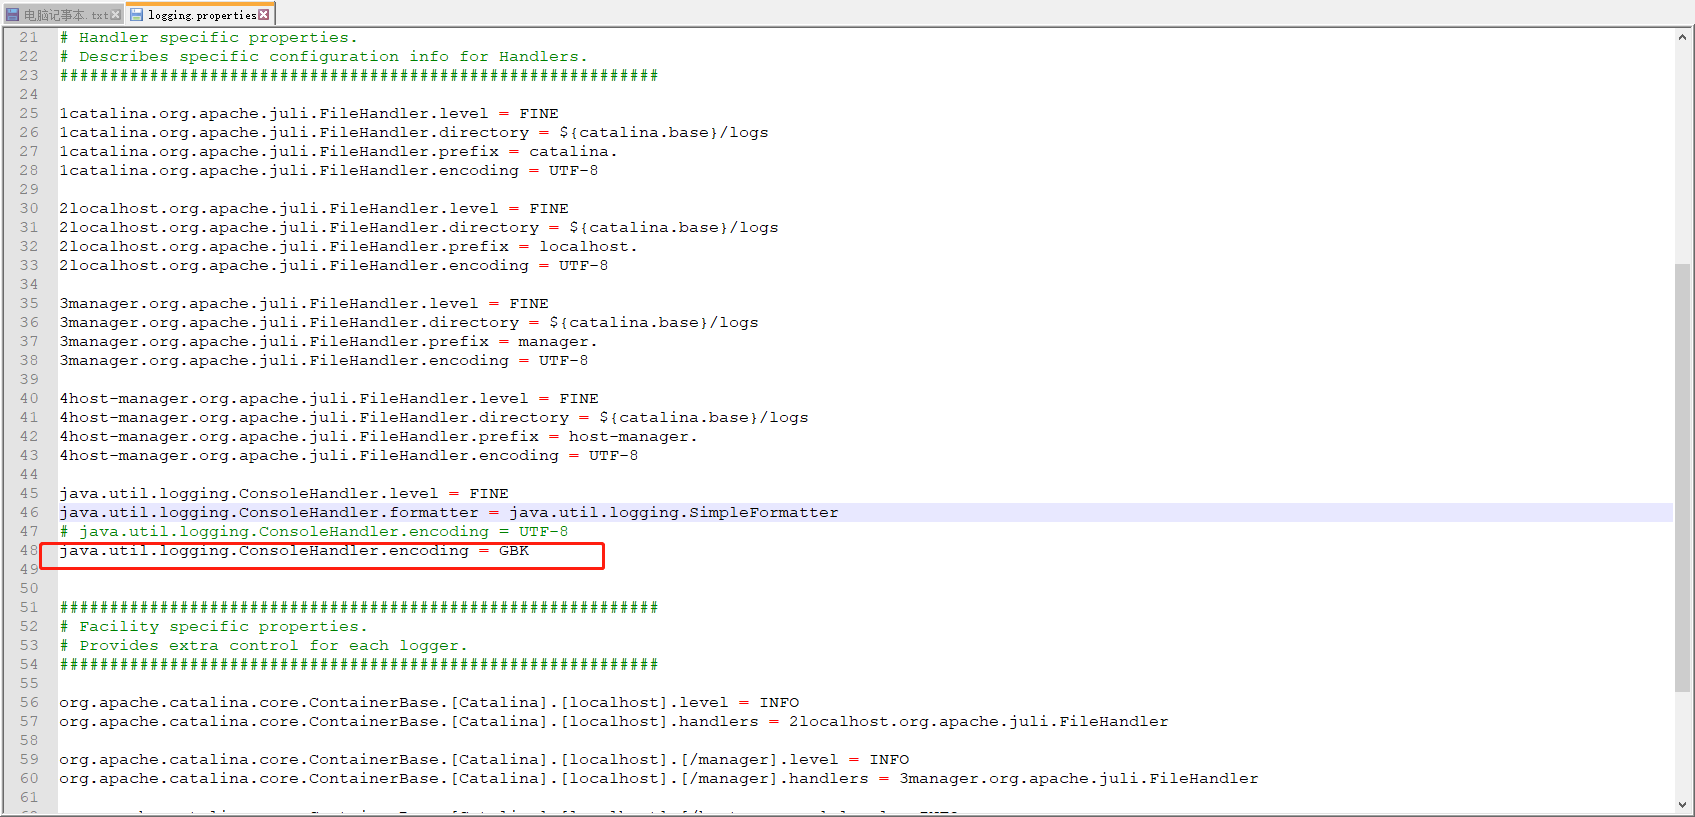 电脑记事本.txt
logging.properties
21 # Handler specific properties.
22 # Describes specific configuration info for Handlers.
23 ############################################################
24
25 1catalina.org.apache.juli.FileHandler.level = FINE
26 1catalina.org.apache.juli.FileHandler.directory = ${catalina.base}/logs
27 1catalina.org.apache.juli.FileHandler.prefix = catalina.
28 1catalina.org.apache.juli.FileHandler.encoding = UTF-8
29
30 2localhost.org.apache.juli.FileHandler.level = FINE
31 2localhost.org.apache.juli.FileHandler.directory = ${catalina.base}/logs
32 2localhost.org.apache.juli.FileHandler.prefix = localhost.
33 2localhost.org.apache.juli.FileHandler.encoding = UTF-8
34
35 3manager.org.apache.juli.FileHandler.level = FINE
36 3manager.org.apache.juli.FileHandler.directory = ${catalina.base}/logs
37 3manager.org.apache.juli.FileHandler.prefix = manager.
38 3manager.org.apache.juli.FileHandler.encoding = UTF-8
39
40 4host-manager.org.apache.juli.FileHandler.level = FINE
41 4host-manager.org.apache.juli.FileHandler.directory = ${catalina.base}/logs
42 4host-manager.org.apache.juli.FileHandler.prefix = host-manager.
43 4host-manager.org.apache.juli.FileHandler.encoding = UTF-8
44
45 java.util.logging.ConsoleHandler.level = FINE
46 java.util.logging.ConsoleHandler.formatter = java.util.logging.SimpleFormatter
47 # java.util.logging.ConsoleHandler.encoding = UTF-8
48 java.util.logging.ConsoleHandler.encoding = GBK
49
50
51 ############################################################
52 # Facility specific properties.
53 # Provides extra control for each logger.
54 ############################################################
55
56 org.apache.catalina.core.ContainerBase.[Catalina].[localhost].level = INFO
57 org.apache.catalina.core.ContainerBase.[Catalina].[localhost].handlers = 2localhost.org.apache.juli.FileHandler
58
59 org.apache.catalina.core.ContainerBase.[Catalina].[localhost].[/manager].level = INFO
60 org.apache.catalina.core.ContainerBase.[Catalina].[localhost].[/manager].handlers = 3manager.org.apache.juli.FileHandler
61